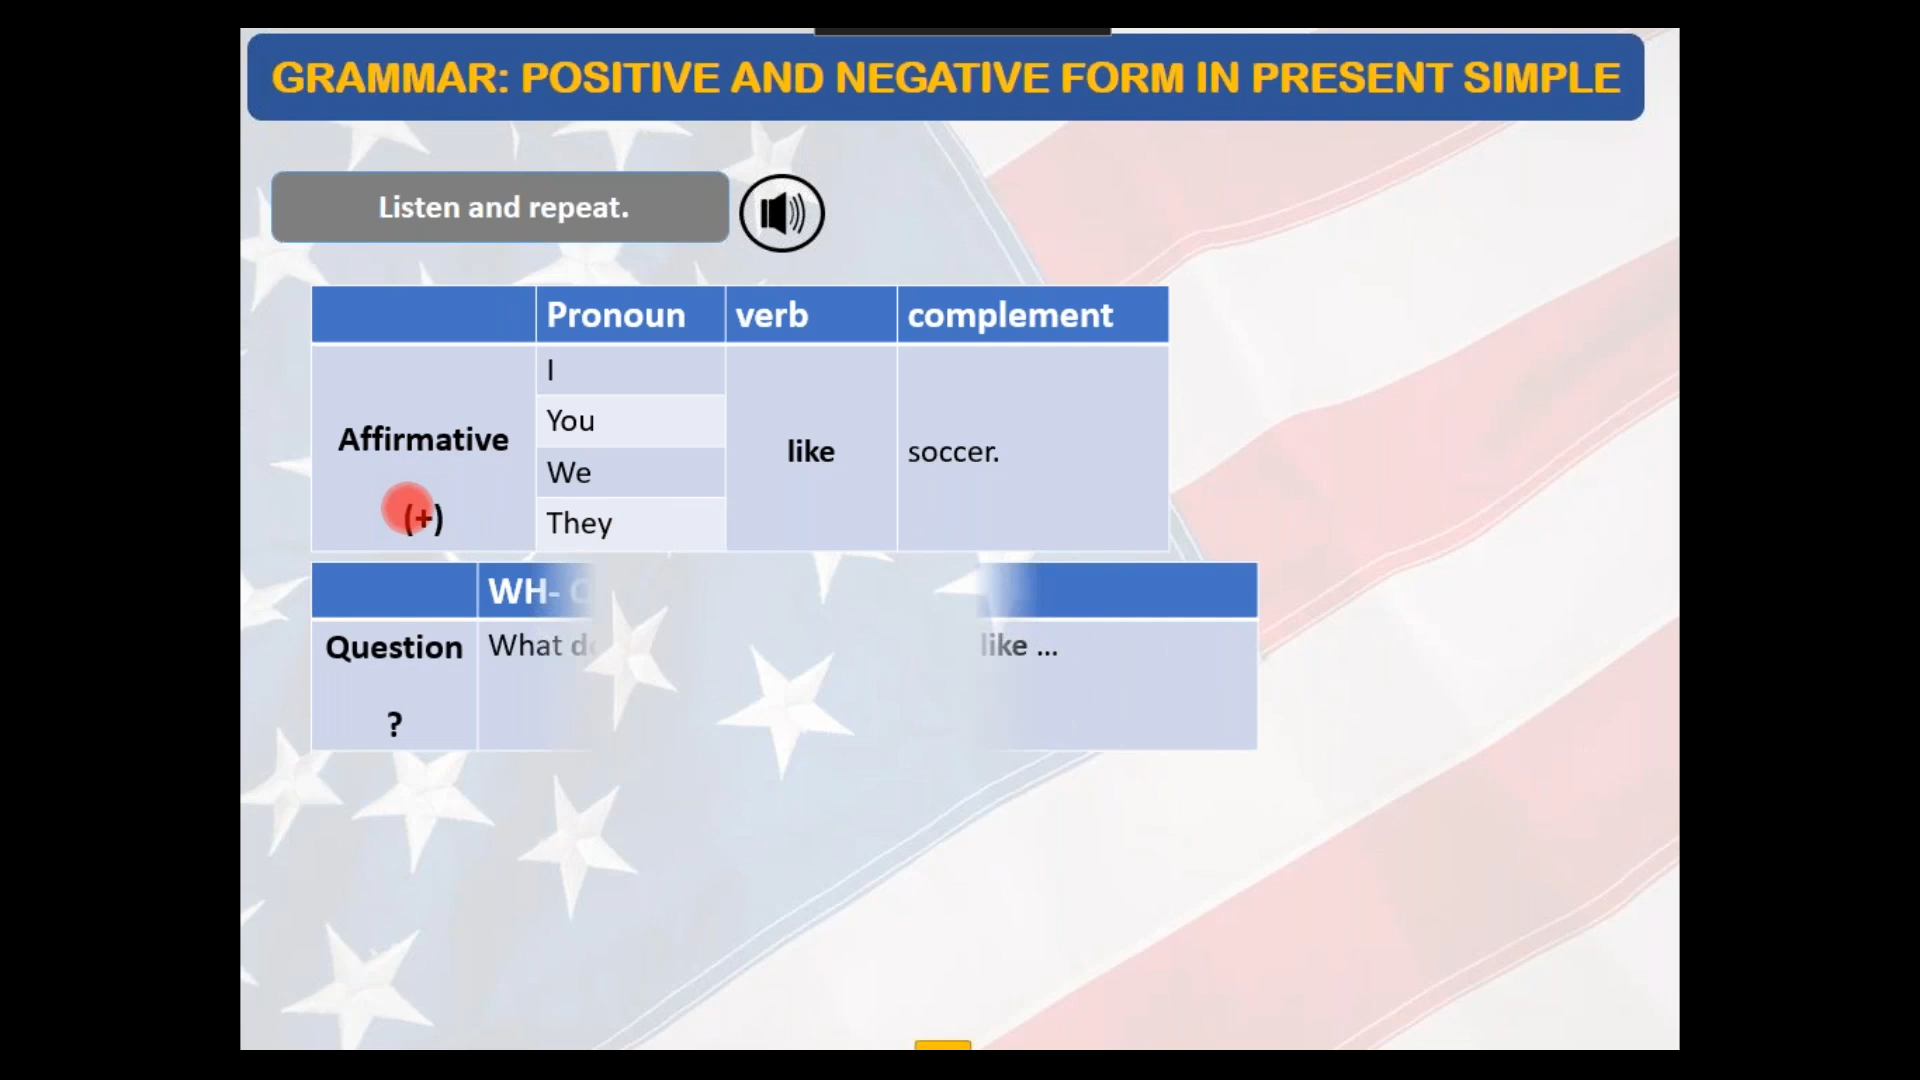 GRAMMAR: POSITIVE AND NEGATIVE FORM IN PRESENT SIMPLE
Listen and repeat.
Pronoun verb complement
Affirmative
(+)
I
You
We
They
like
soccer.
WH-
Question
?
What
like ...